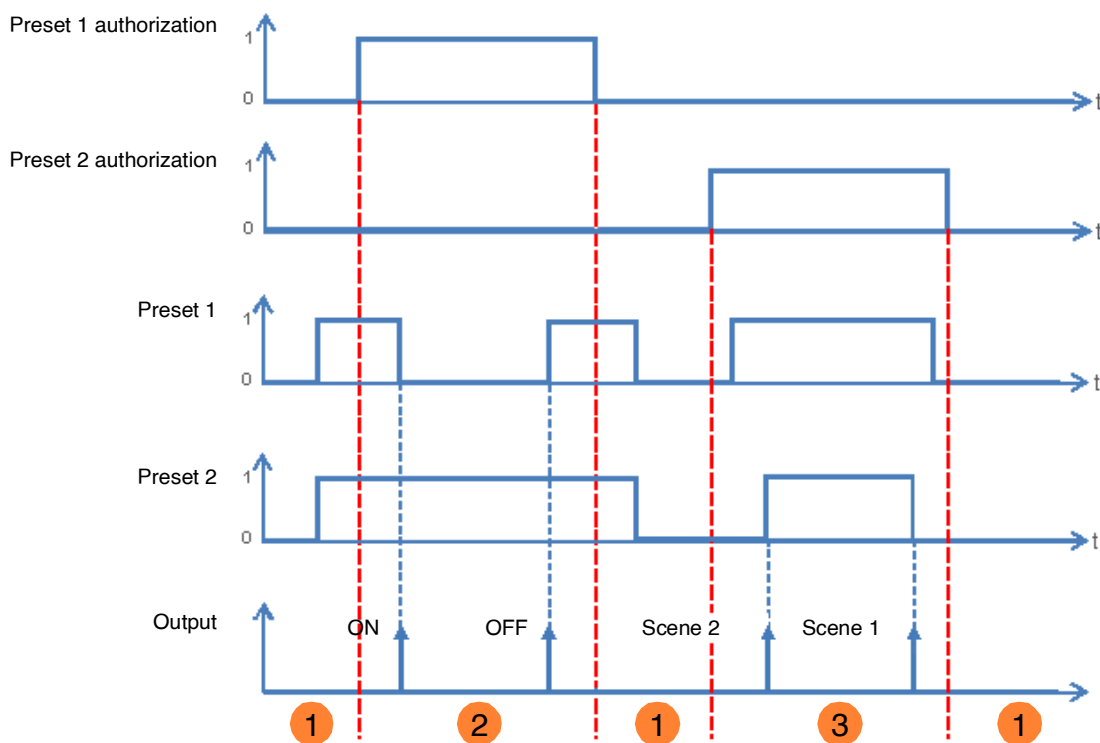 Preset 1 authorization
1
0
t
Preset 2 authorization
1
0
t
Preset 1
1
0
t
Preset 2
1
0
t
Output
ON
OFF
Scene 2
Scene 1
1
2
1
3
1